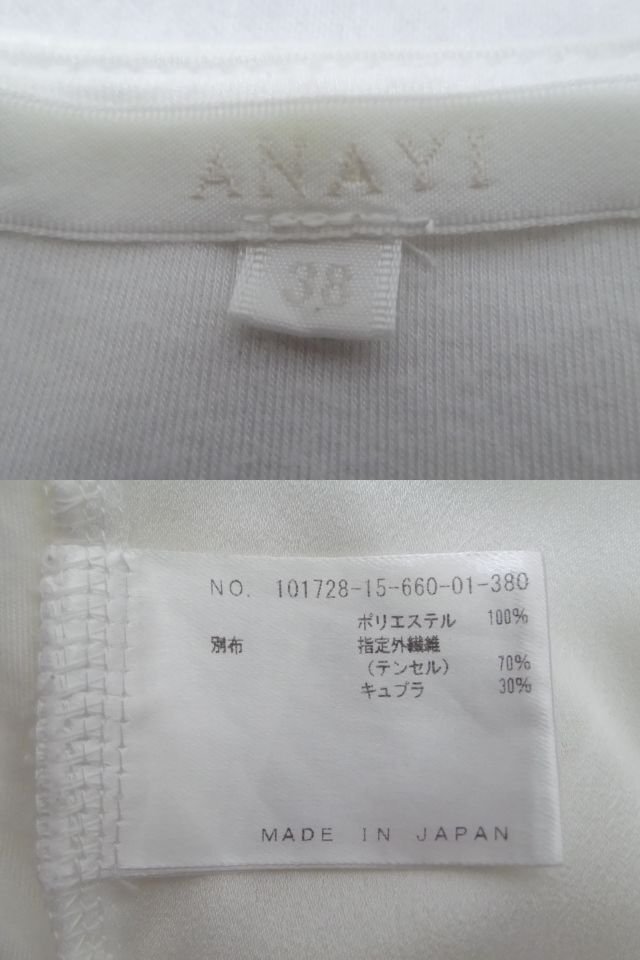 ANAYI
38
NO. 101728-15-660-01-380
ポリエステル 100%
別布 指定外繊維
(テンセル) 70%
キュプラ 30%
MADE IN JAPAN